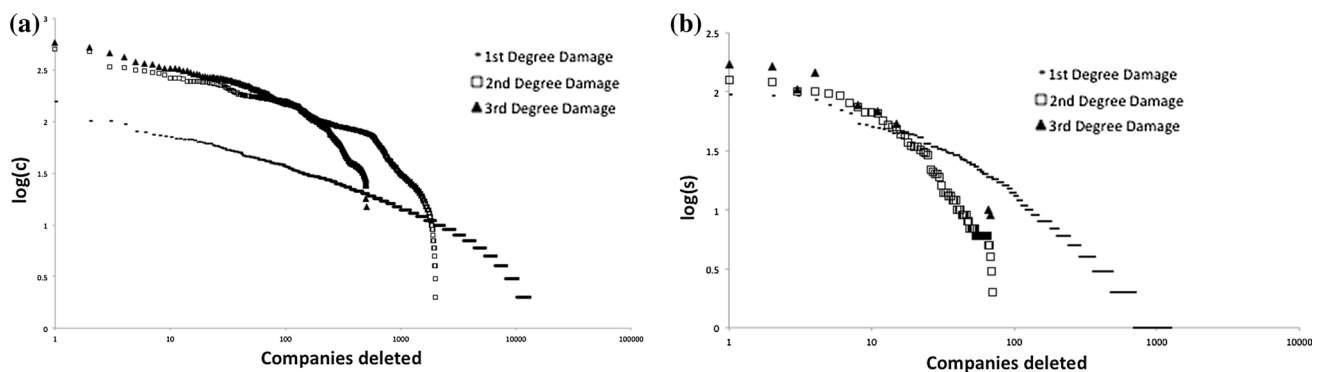 (a)
3
2.5
2
1.5
1
0.5
0
log(c)
1 10 100 1000 10000 100000
Companies deleted
1st Degree Damage
2nd Degree Damage
3rd Degree Damage
(b)
2.5
2
1.5
1
0.5
0
log(s)
1 10 100 1000 10000
Companies deleted
1st Degree Damage
2nd Degree Damage
3rd Degree Damage